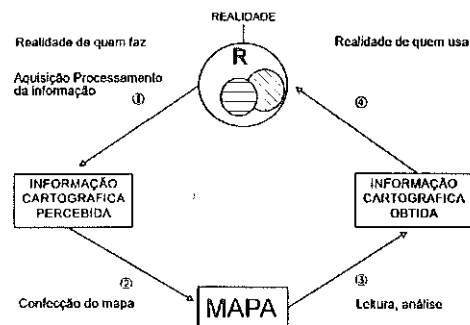 REALIDADE
Realidade de quem faz
Realidade de quem usa
R
Aquisição Processamento
da informação
①
④
INFORMAÇÃO
CARTOGRAFICA
PERCEBIDA
INFORMAÇÃO
CARTOGRAFICA
OBTIDA
②
③
Confecção do mapa
MAPA
Leitura, análise